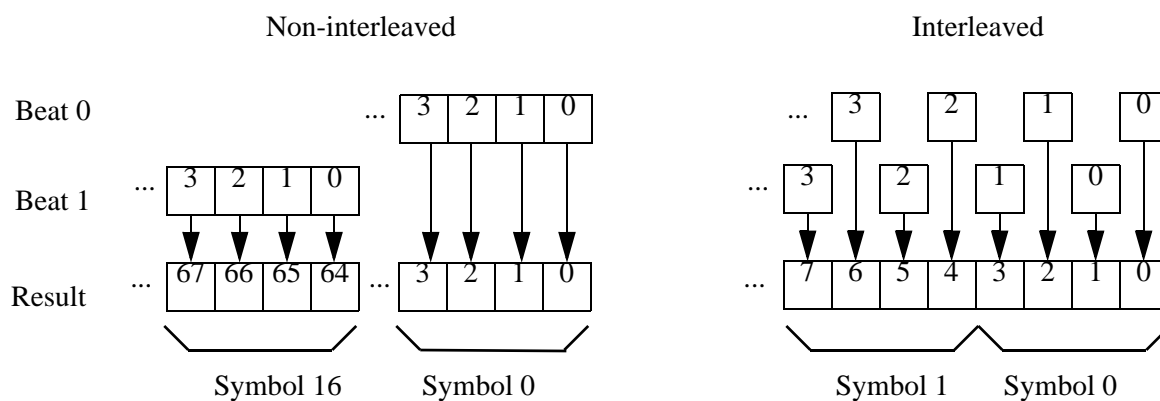 Non-interleaved Interleaved
Beat 0 ... 3 2 1 0 ... 3 2 1 0
Beat 1 ... 3 2 1 0 ... 3 2 1 0
Result ... 67 66 65 64 ... 3 2 1 0 ... 7 6 5 4 3 2 1 0
Symbol 16 Symbol 0 Symbol 1 Symbol 0